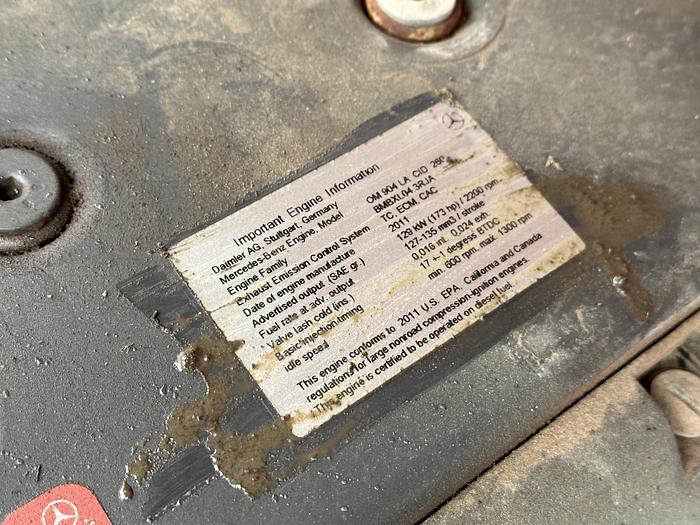 Important Engine Information
Daimler AG, Stuttgart, Germany
Mercedes-Benz Engine, Model OM 904 LA CID 260
Engine Family BMBXL04.3RJA
Exhaust Emission Control System TC, ECM, CAC
Date of engine manufacture 2011
Advertised output (SAE gr.) 129 kW (173 hp) / 2200 rpm
Fuel rate at adv. output 127-135 mm3 / stroke
Valve lash cold (ins.) 0,016 int. 0,024 exh.
Basic injection timing 17 +-1 degress BTDC
idle speed min. 600 rpm, max. 1300 rpm
This engine conforms to 2011 U.S. EPA, California and Canada
regulations for large nonroad compression-ignition engines.
This engine is certified to be operated on diesel fuel.